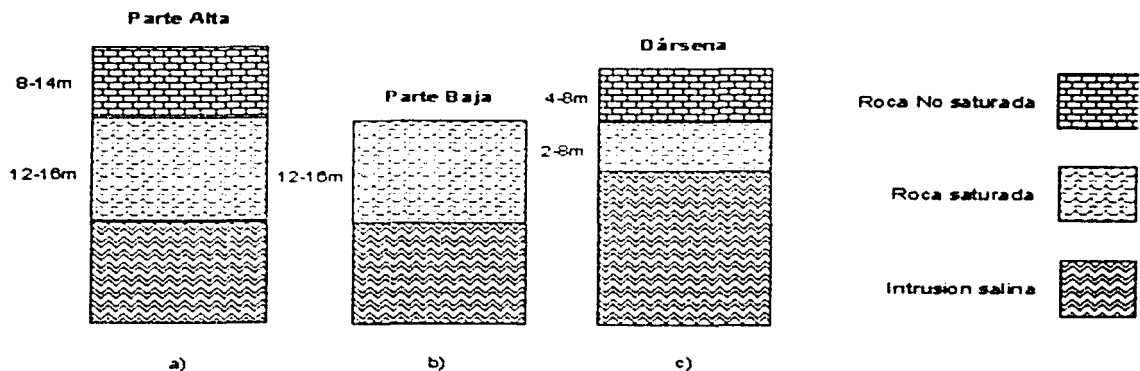 Parte Alta
8-14m
12-16m
a)
Parte Baja
12-16m
b)
Dársena
4-8m
2-8m
c)
Roca No saturada
Roca saturada
Intrusion salina